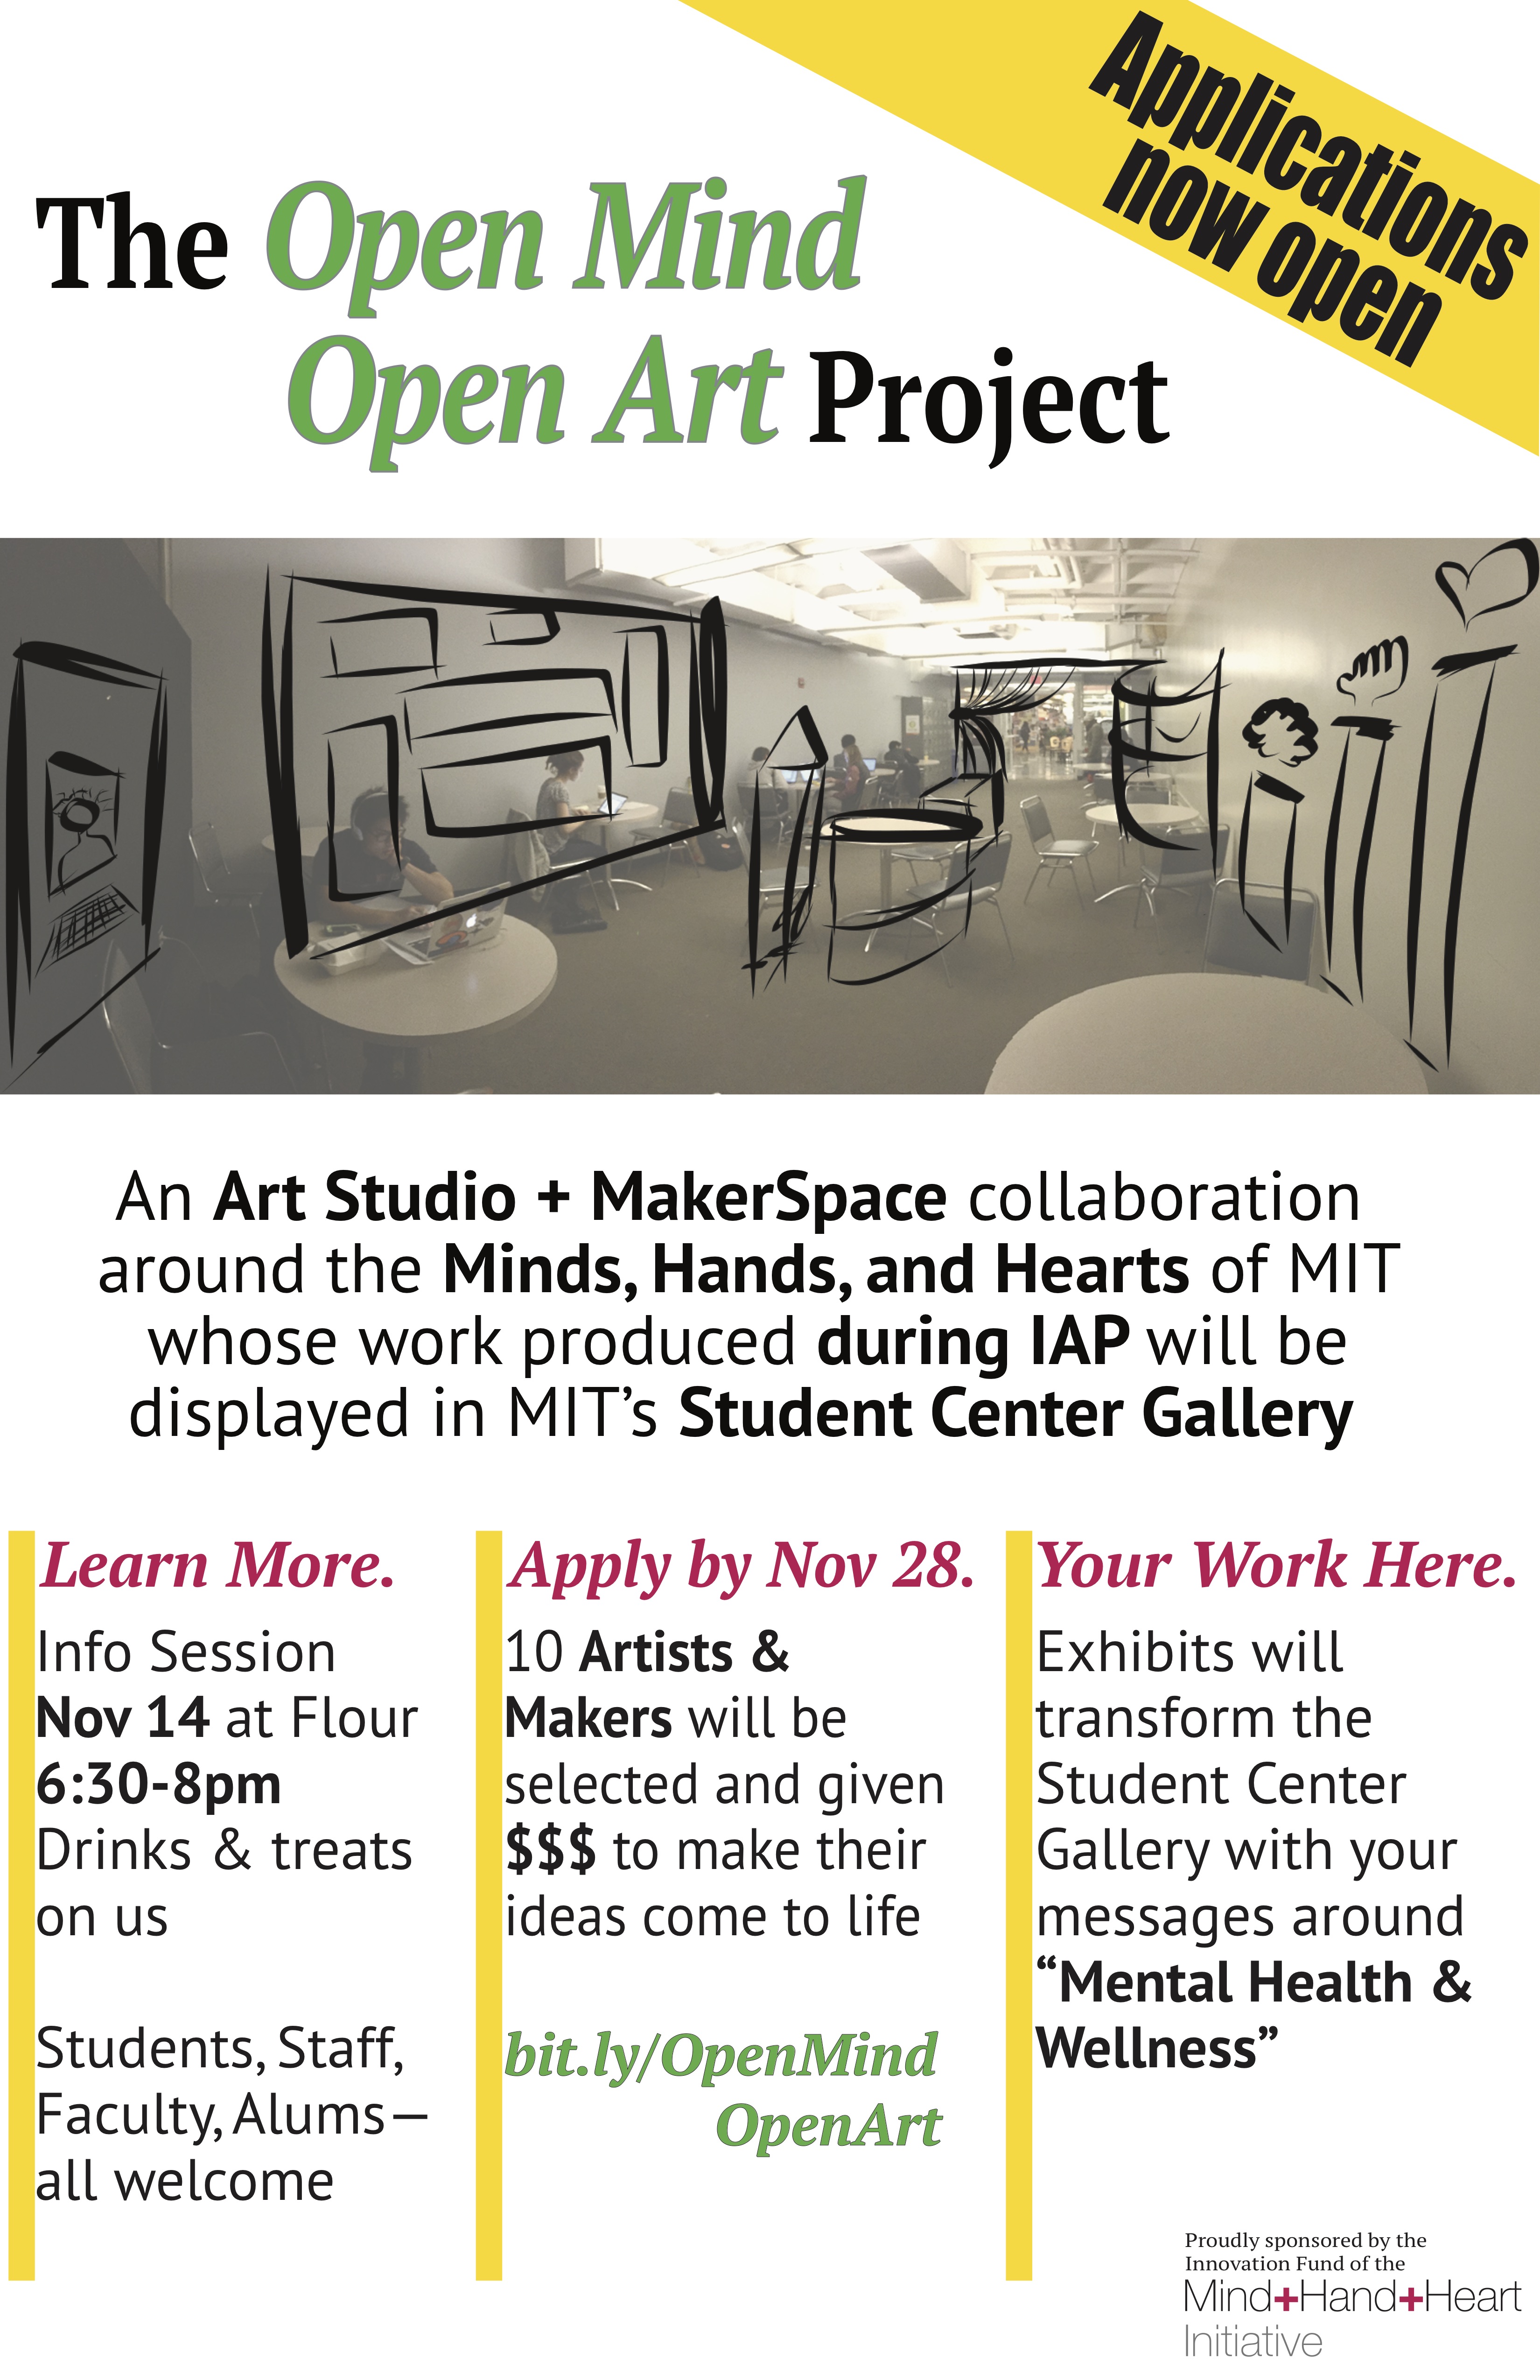 Applications
now open
The Open Mind
Open Art Project
An Art Studio + MakerSpace collaboration
around the Minds, Hands, and Hearts of MIT
whose work produced during IAP will be
displayed in MIT’s Student Center Gallery
Learn More.
Info Session
Nov 14 at Flour
6:30-8pm
Drinks & treats
on us
Students, Staff,
Faculty, Alums—
all welcome
Apply by Nov 28.
10 Artists &
Makers will be
selected and given
$$$ to make their
ideas come to life
bit.ly/OpenMind
OpenArt
Your Work Here.
Exhibits will
transform the
Student Center
Gallery with your
messages around
“Mental Health &
Wellness”
Proudly sponsored by the
Innovation Fund of the
Mind+Hand+Heart
Initiative